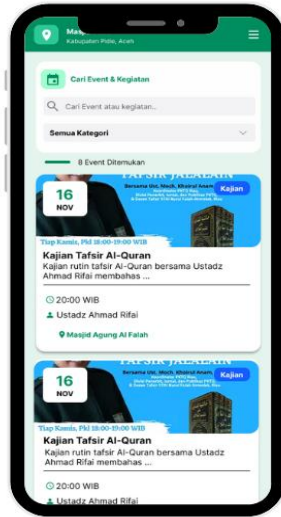 Kabupaten Pidie, Aceh
Cari Event & Kegiatan
Cari Event atau kegiatan..
Semua Kategori
8 Event Ditemukan
16
NOV
TAFSIR JALALAIN
Kajian
Tiap Kamis, Pkl 18:00-19:00 WIB
Kajian Tafsir Al-Quran
Kajian rutin tafsir Al-Quran bersama Ustadz
Ahmad Rifai membahas ...
20:00 WIB
Ustadz Ahmad Rifai
Masjid Agung Al Falah
16
NOV
TAFSIR JALALAIN
Kajian
Tiap Kamis, Pkl 18:00-19:00 WIB
Kajian Tafsir Al-Quran
Kajian rutin tafsir Al-Quran bersama Ustadz
Ahmad Rifai membahas ...
20:00 WIB
Ustadz Ahmad Rifai